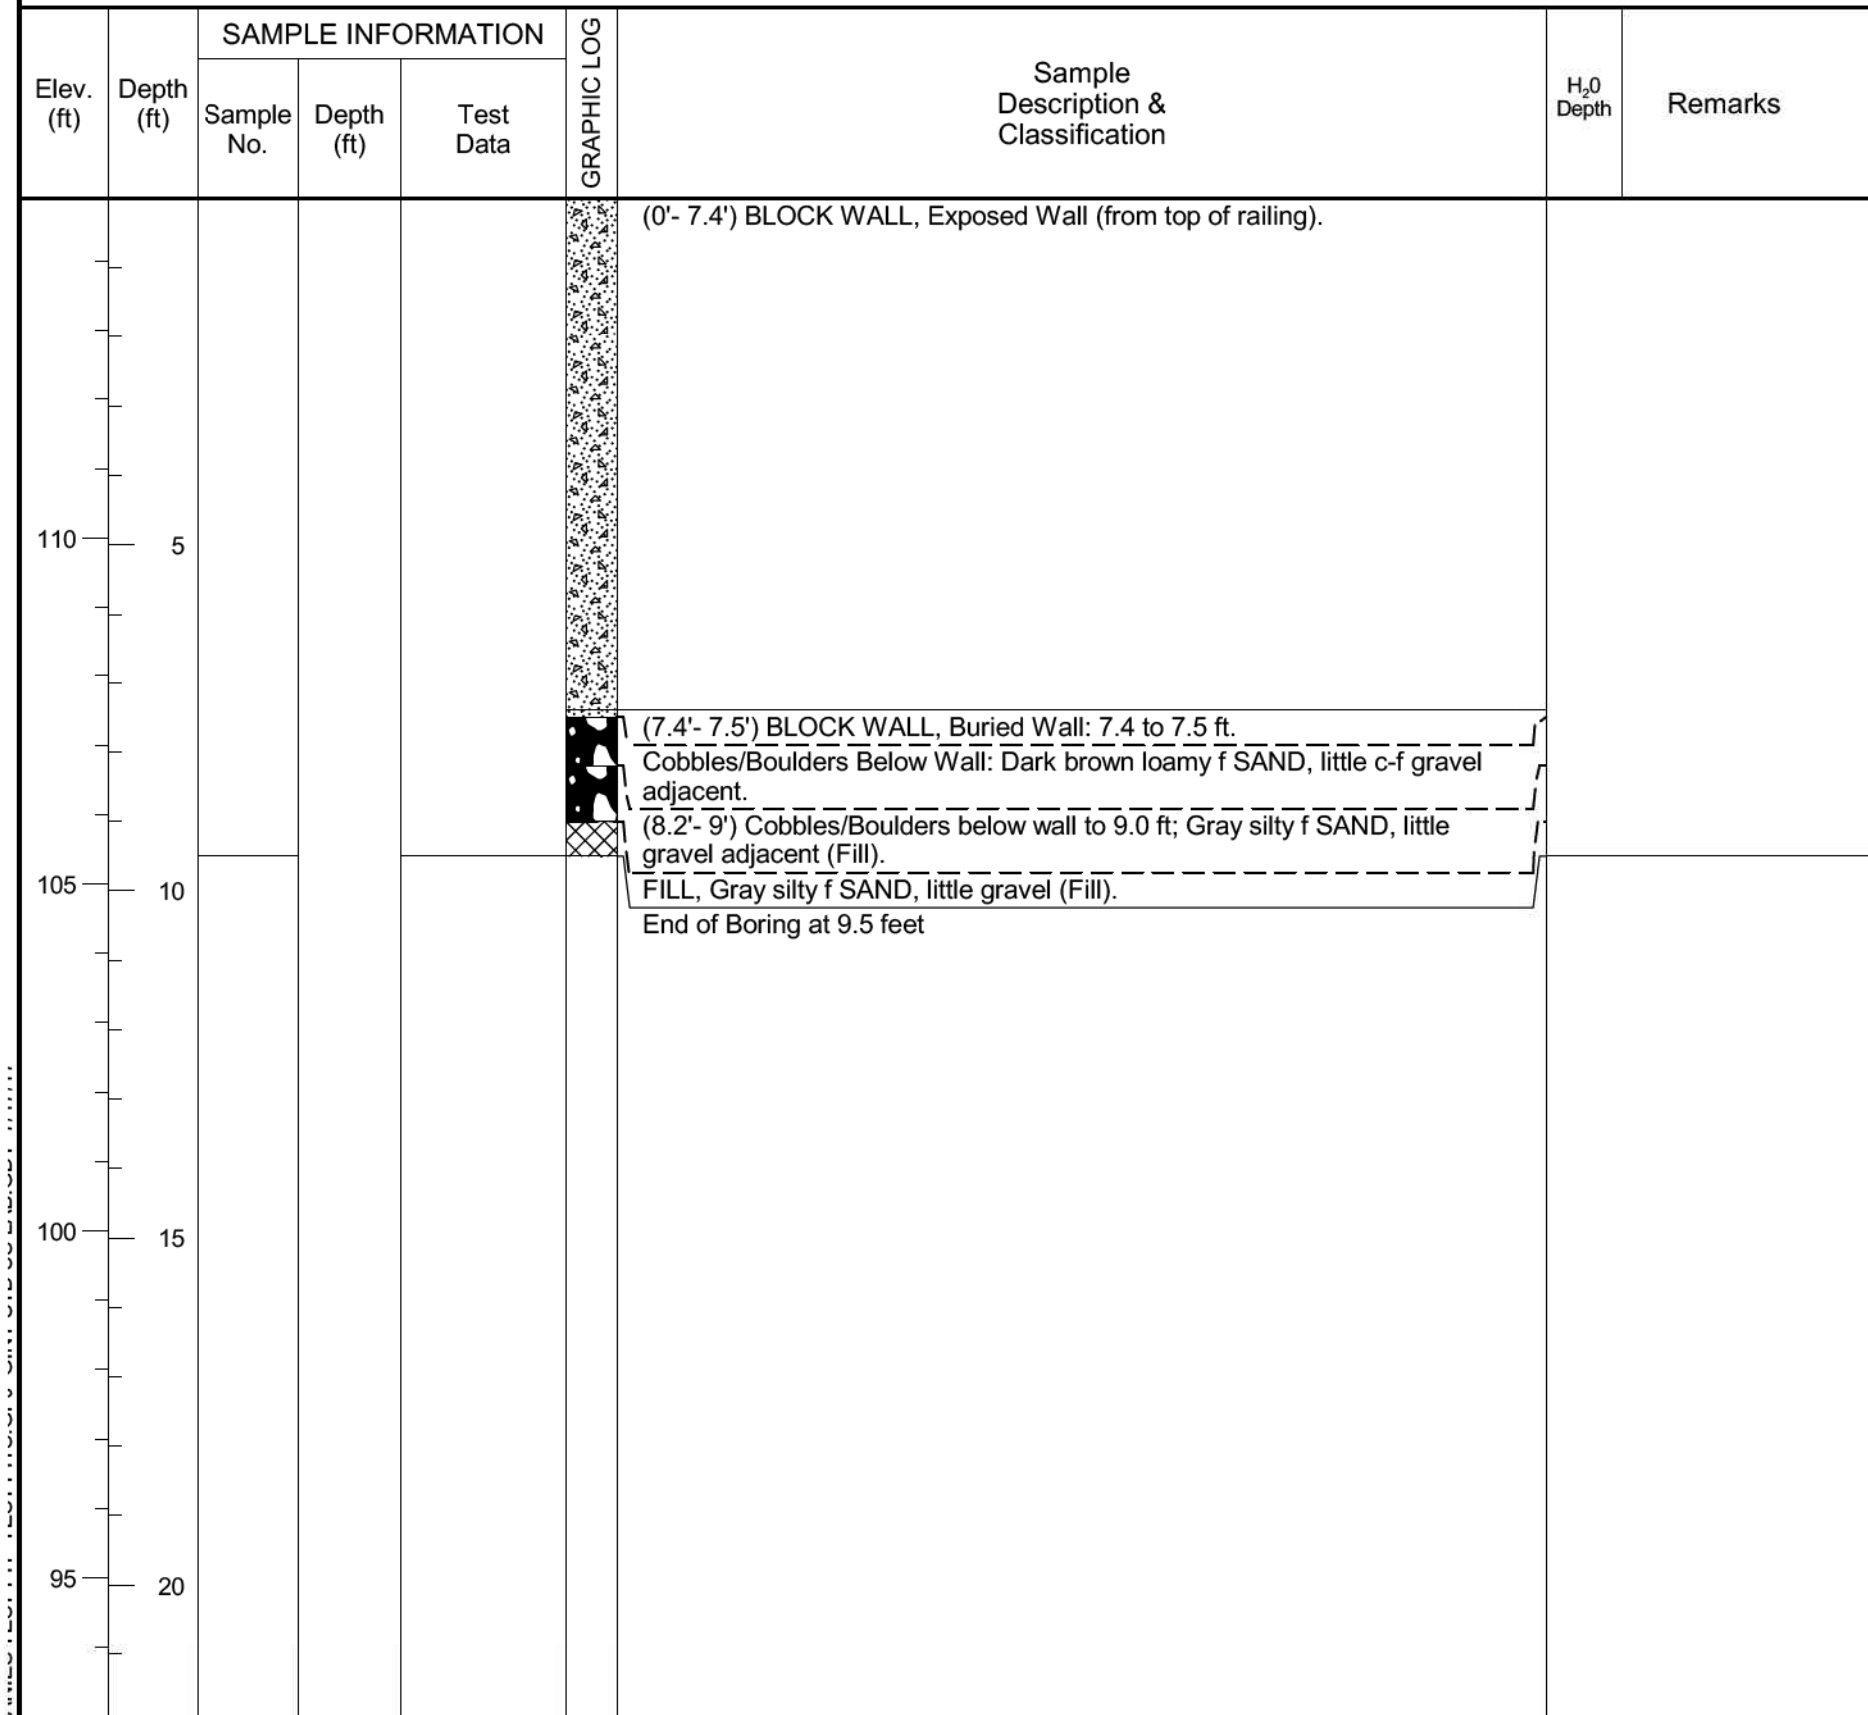 SAMPLE INFORMATION
Elev.
(ft)
Depth
(ft)
Sample
No.
Depth
(ft)
Test
Data
GRAPHIC LOG
Sample
Description &
Classification
H₂0
Depth
Remarks
(0'- 7.4') BLOCK WALL, Exposed Wall (from top of railing).
110
5
(7.4'- 7.5') BLOCK WALL, Buried Wall: 7.4 to 7.5 ft.
Cobbles/Boulders Below Wall: Dark brown loamy f SAND, little c-f gravel
adjacent.
(8.2'- 9') Cobbles/Boulders below wall to 9.0 ft; Gray silty f SAND, little
gravel adjacent (Fill).
105
10
FILL, Gray silty f SAND, little gravel (Fill).
End of Boring at 9.5 feet
100
15
95
20